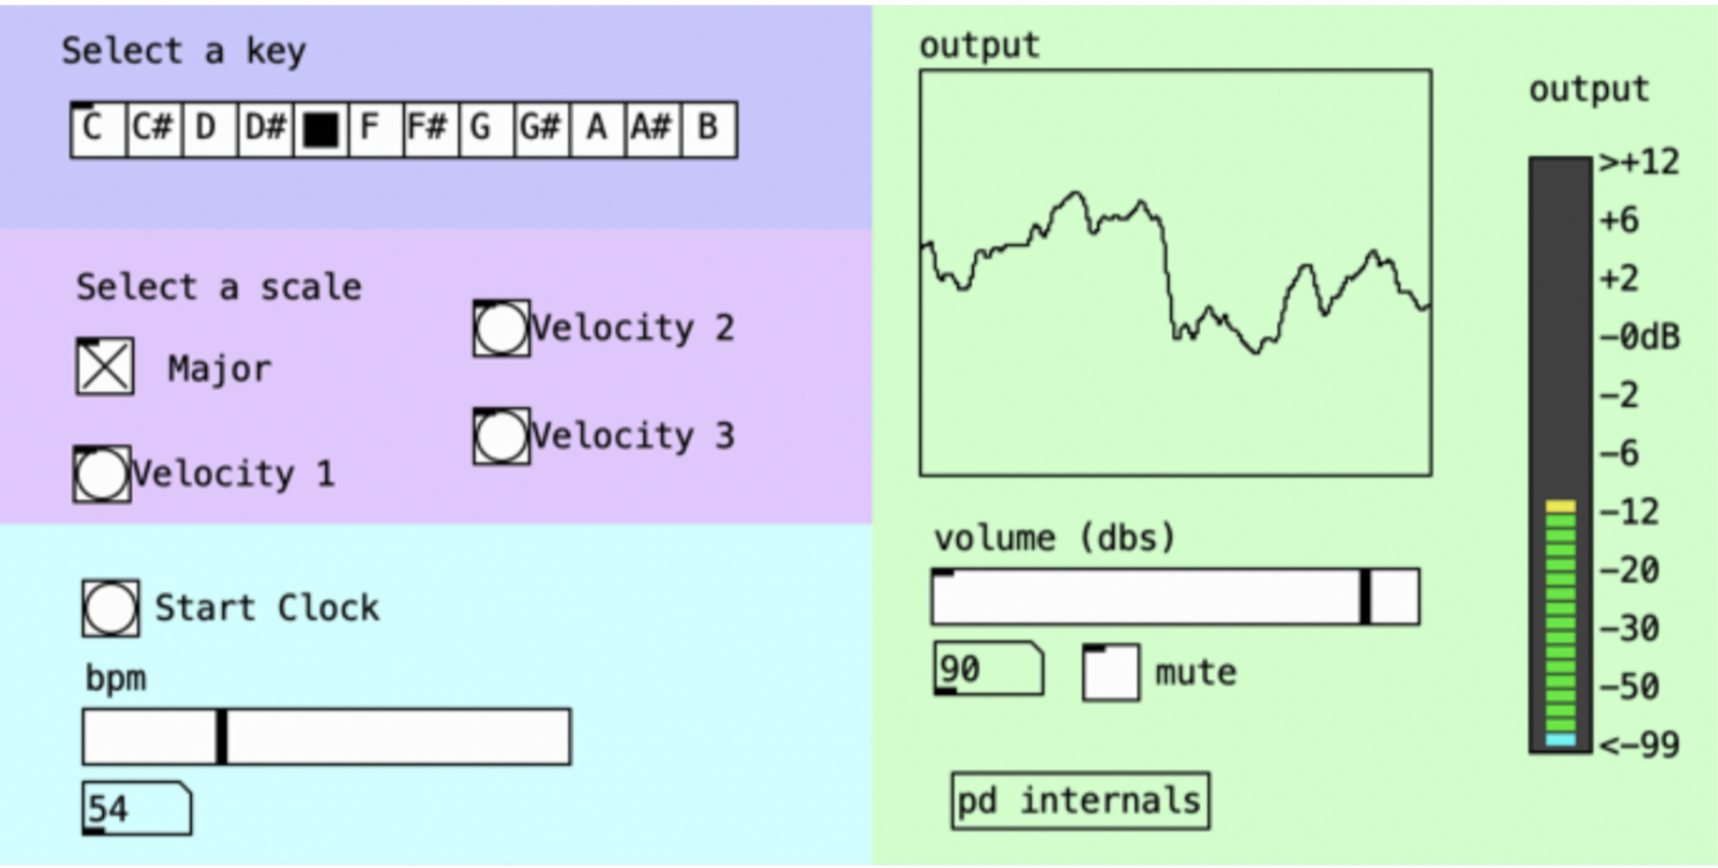 Select a key
C C# D D# F F# G G# A A# B
Select a scale
Major
Velocity 1
Velocity 2
Velocity 3
Start Clock
bpm
54
output
volume (dbs)
90
mute
pd internals
output
>+12
+6
+2
-0dB
-2
-6
-12
-20
-30
-50
<-99